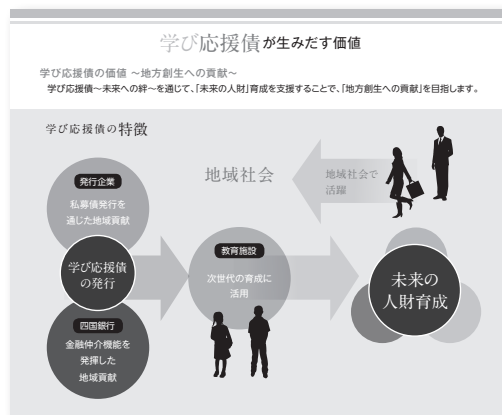 学び応援債が生みだす価値
学び応援債の価値 ～地方創生への貢献～
学び応援債～未来への絆～を通じて、「未来の人財」育成を支援することで、「地方創生への貢献」を目指します。
学び応援債の特徴
発行企業
私募債発行を
通じた地域貢献
学び応援債
の発行
四国銀行
金融仲介機能を
発揮した
地域貢献
教育施設
次世代の育成に
活用
地域社会
地域社会で
活躍
未来の
人財育成